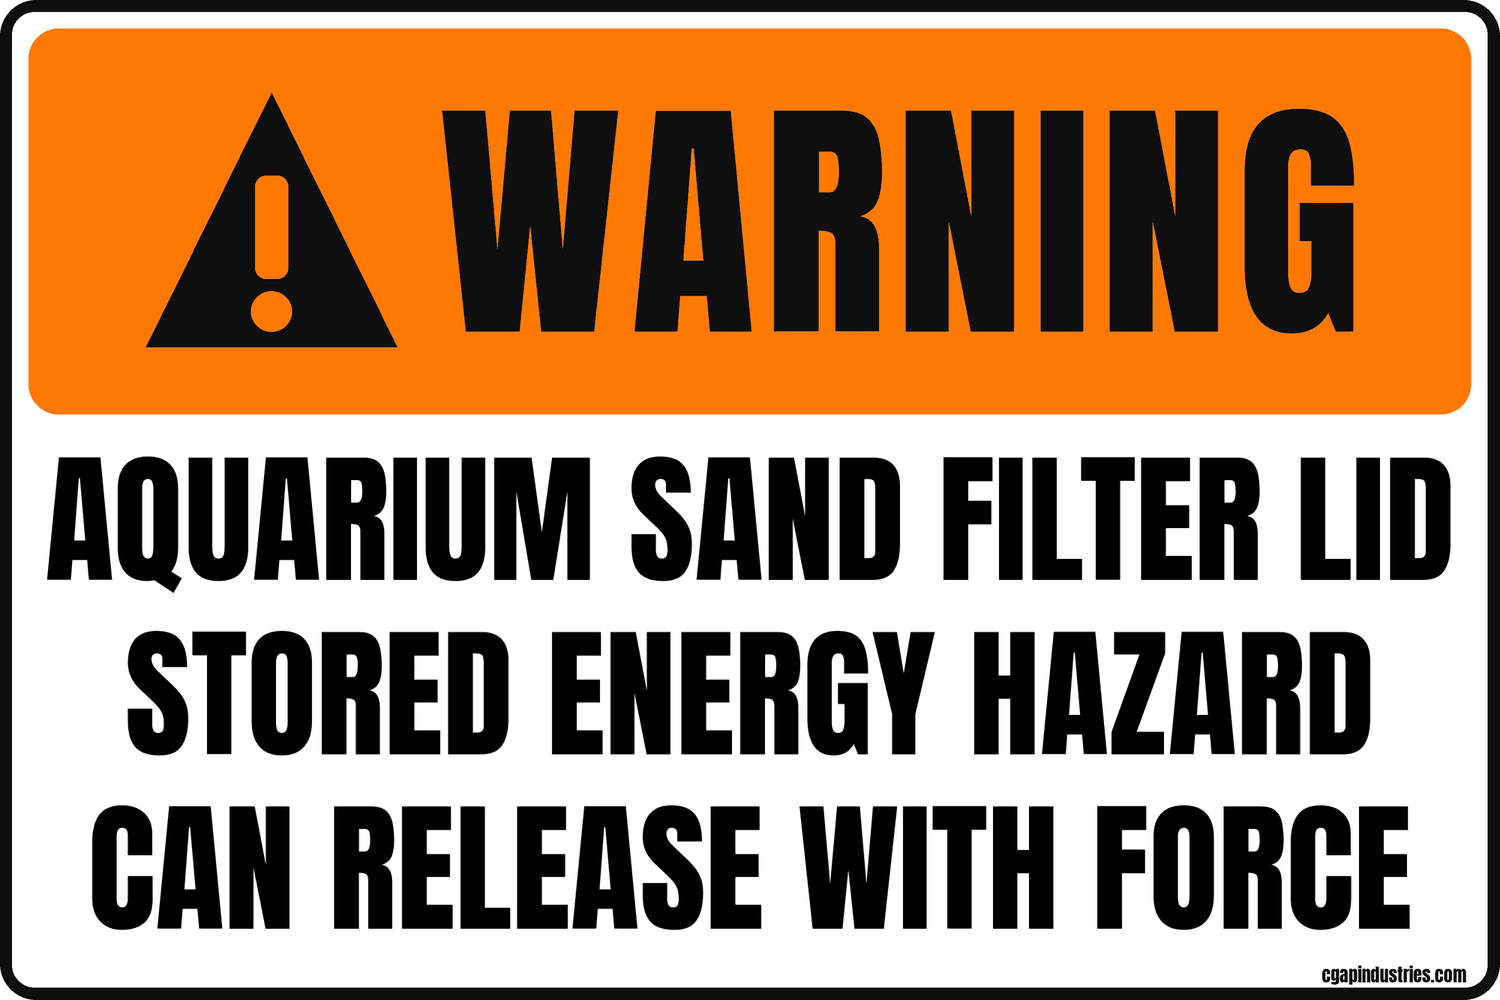 WARNING
AQUARIUM SAND FILTER LID
STORED ENERGY HAZARD
CAN RELEASE WITH FORCE
cgapindustries.com